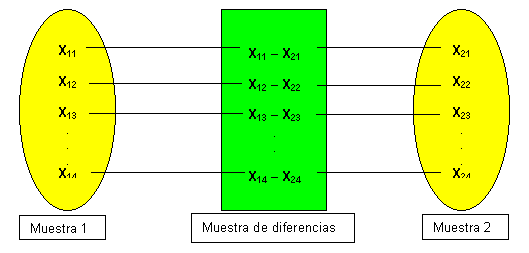 X11 X11 – X21 X21
X12 X12 – X22 X22
X13 X13 – X23 X23
. . .
. . .
X14 X14 – X24 X24
Muestra 1 Muestra de diferencias Muestra 2